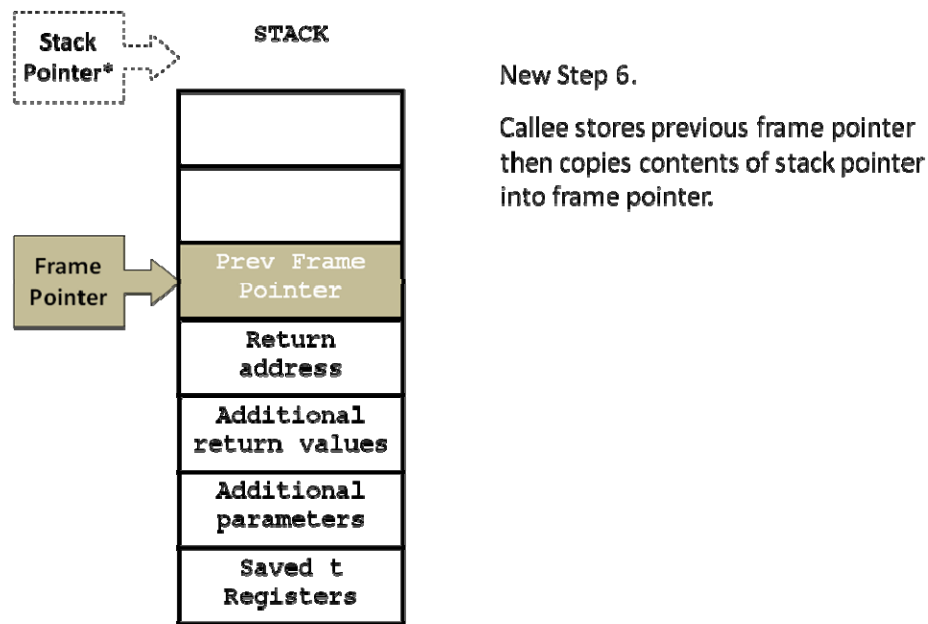 Stack
Pointer*
STACK
New Step 6.
Callee stores previous frame pointer
then copies contents of stack pointer
into frame pointer.
Frame
Pointer
Prev Frame
Pointer
Return
address
Additional
return values
Additional
parameters
Saved t
Registers